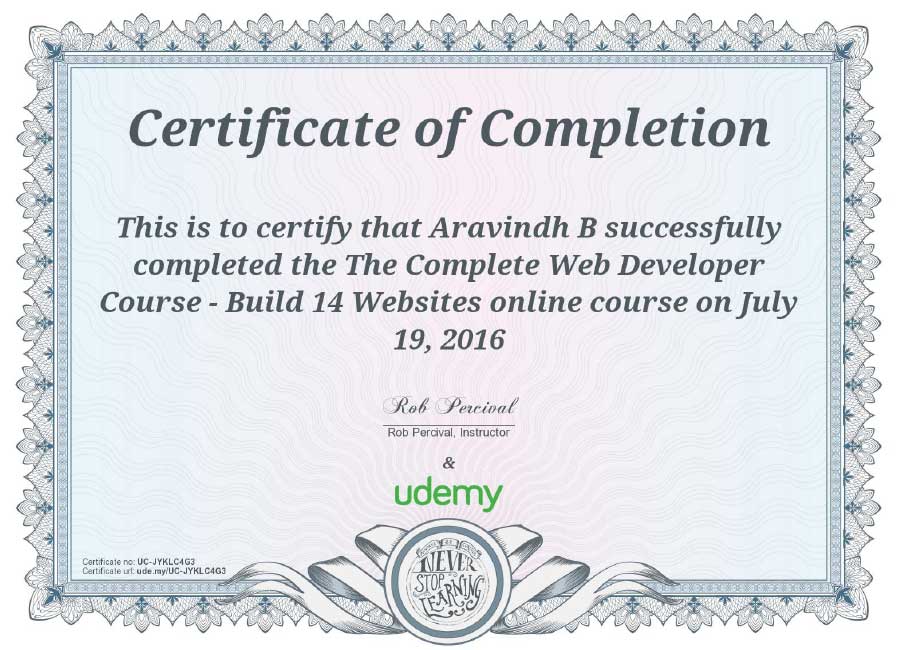 Certificate of Completion
This is to certify that Aravindh B successfully
completed the The Complete Web Developer
Course - Build 14 Websites online course on July
19, 2016
Rob Percival
Rob Percival, Instructor
&
udemy
Certificate no: UC-JYKLC4G3
Certificate url: ude.my/UC-JYKLC4G3
NEVER
STOP
LEARNING